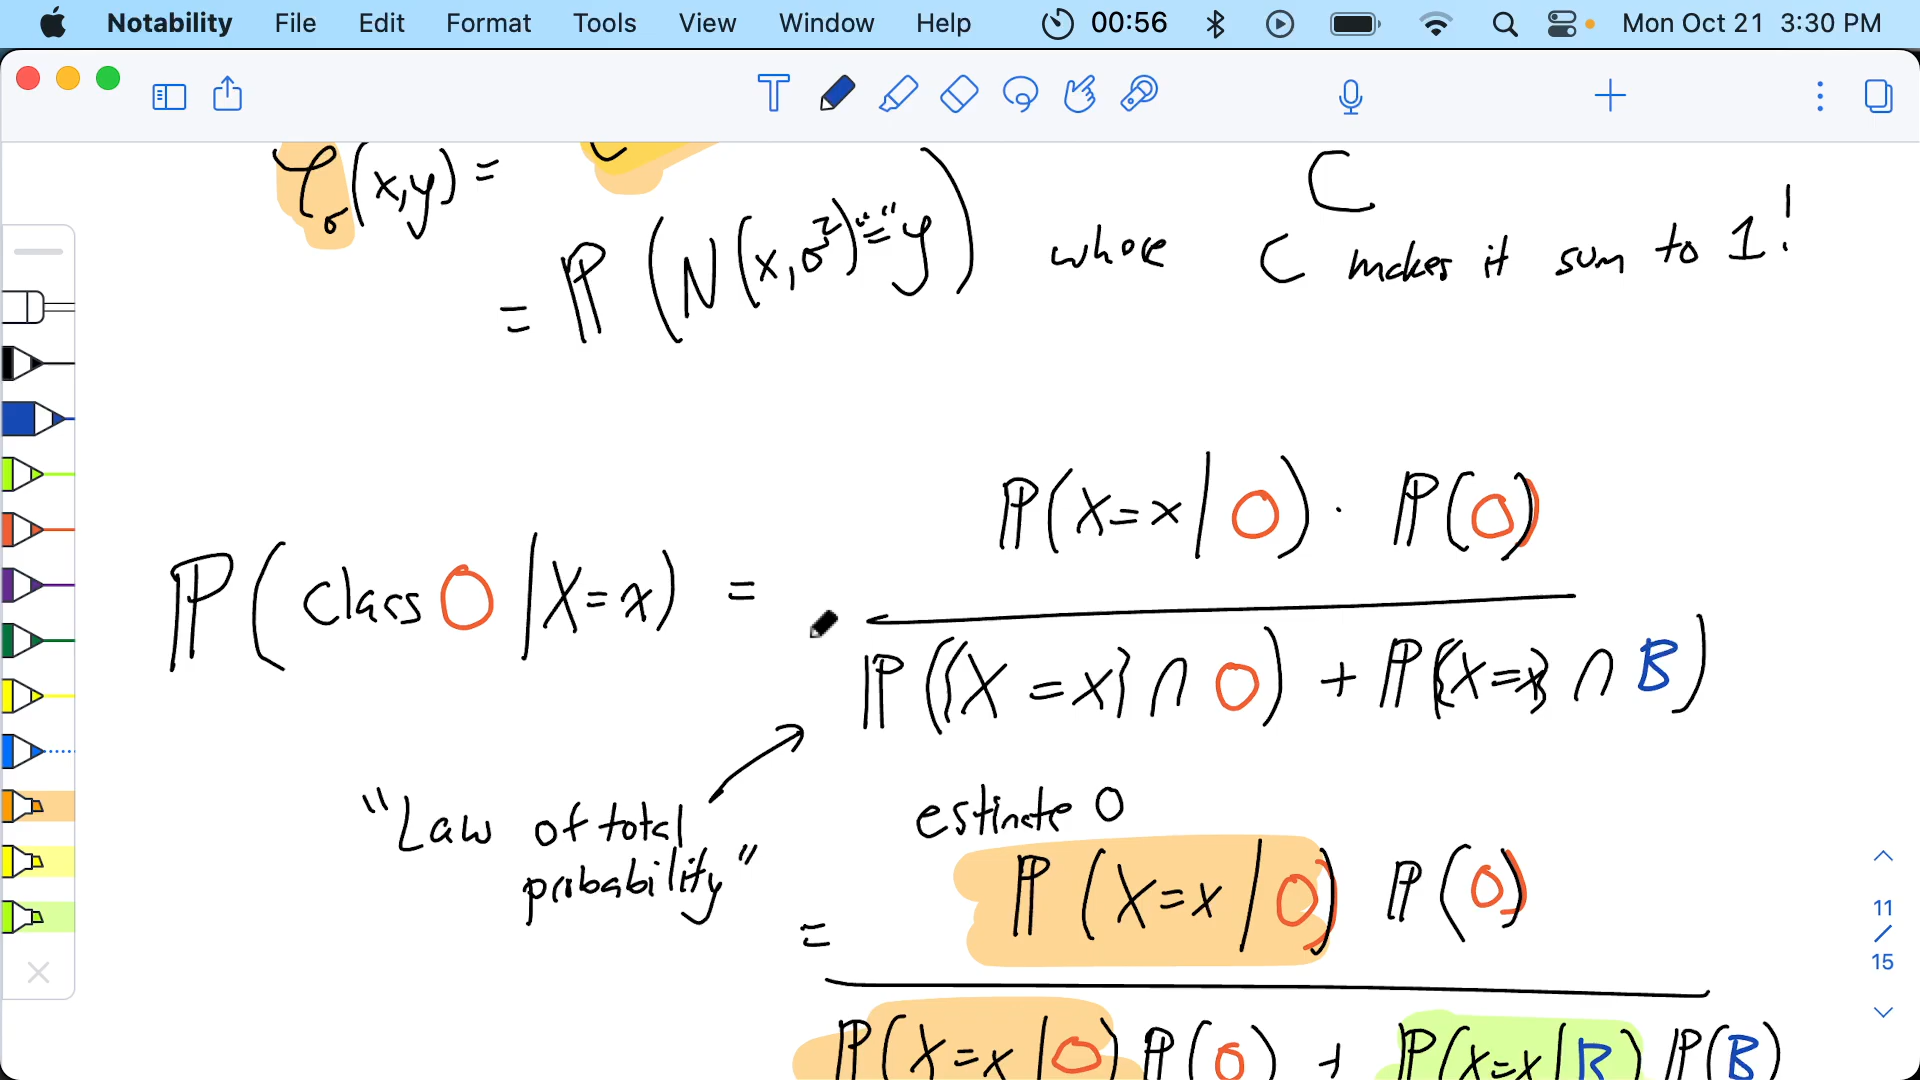 Notability File Edit Format Tools View Window Help 00:56 Mon Oct 21 3:30 PM
φσ(x,y) =
C
= ℙ(N(x,σ²)"="y) whose C makes it sum to 1!
ℙ(X=x|O) · ℙ(O)
ℙ(class O|X=x) =
ℙ({X=x}∩O) + ℙ({X=x}∩B)
"Law of total
probability"
estimate O
= ℙ(X=x|O) ℙ(O)
ℙ(X=x|O) ℙ(O) + ℙ(X=x|B) ℙ(B)
11
/
15